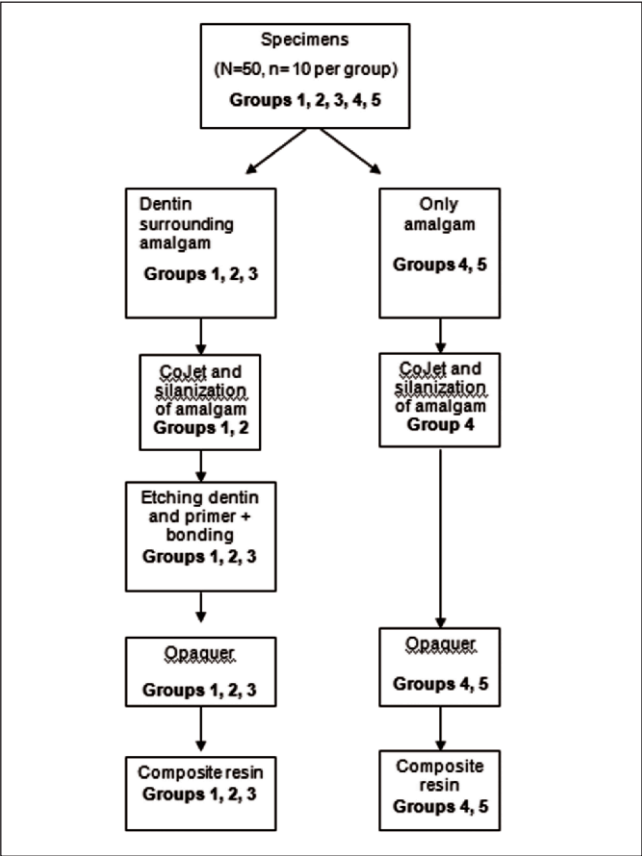 Specimens
(N=50, n= 10 per group)
Groups 1, 2, 3, 4, 5
Dentin
surrounding
amalgam
Groups 1, 2, 3
Only
amalgam
Groups 4, 5
CoJet and
silanization
of amalgam
Groups 1, 2
CoJet and
silanization
of amalgam
Group 4
Etching dentin
and primer +
bonding
Groups 1, 2, 3
Opaquer
Groups 1, 2, 3
Opaquer
Groups 4, 5
Composite resin
Groups 1, 2, 3
Composite
resin
Groups 4, 5